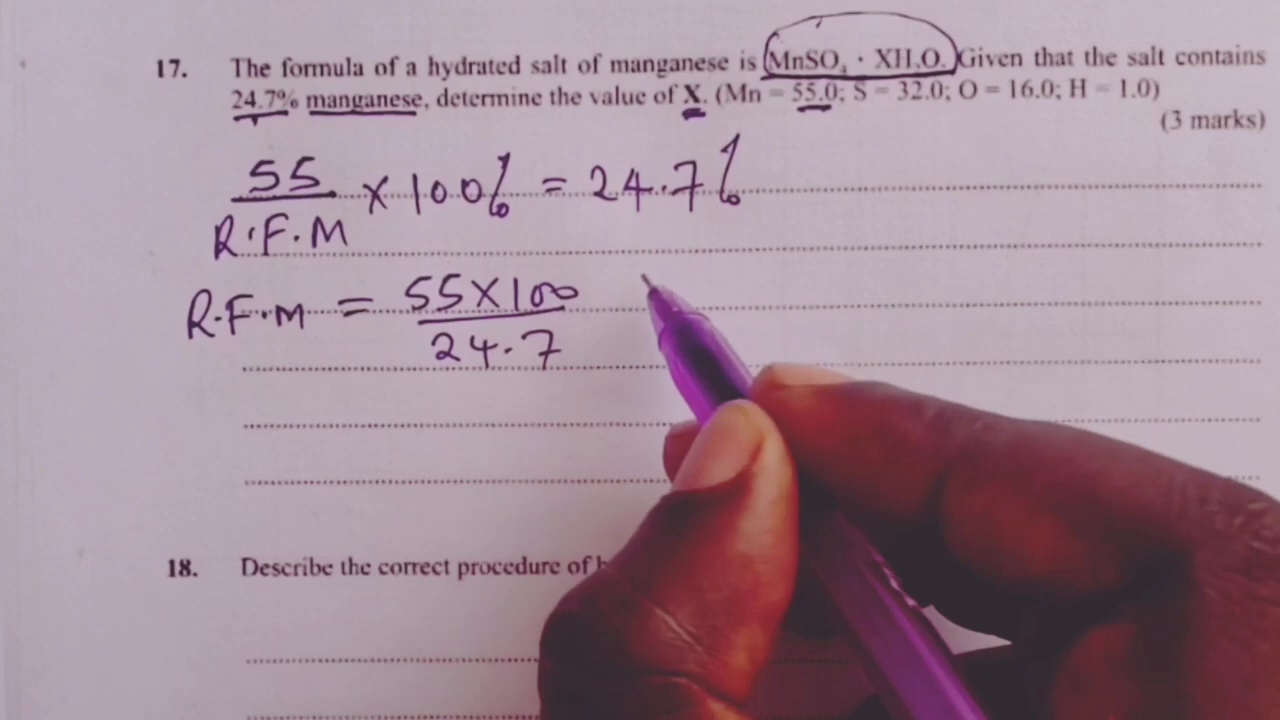 17. The formula of a hydrated salt of manganese is MnSO₄ · XH₂O. Given that the salt contains
24.7% manganese, determine the value of X. (Mn = 55.0; S = 32.0; O = 16.0; H = 1.0)
(3 marks)
55 × 100% = 24.7%
R.F.M
R.F.M = 55×100
24.7
18. Describe the correct procedure of